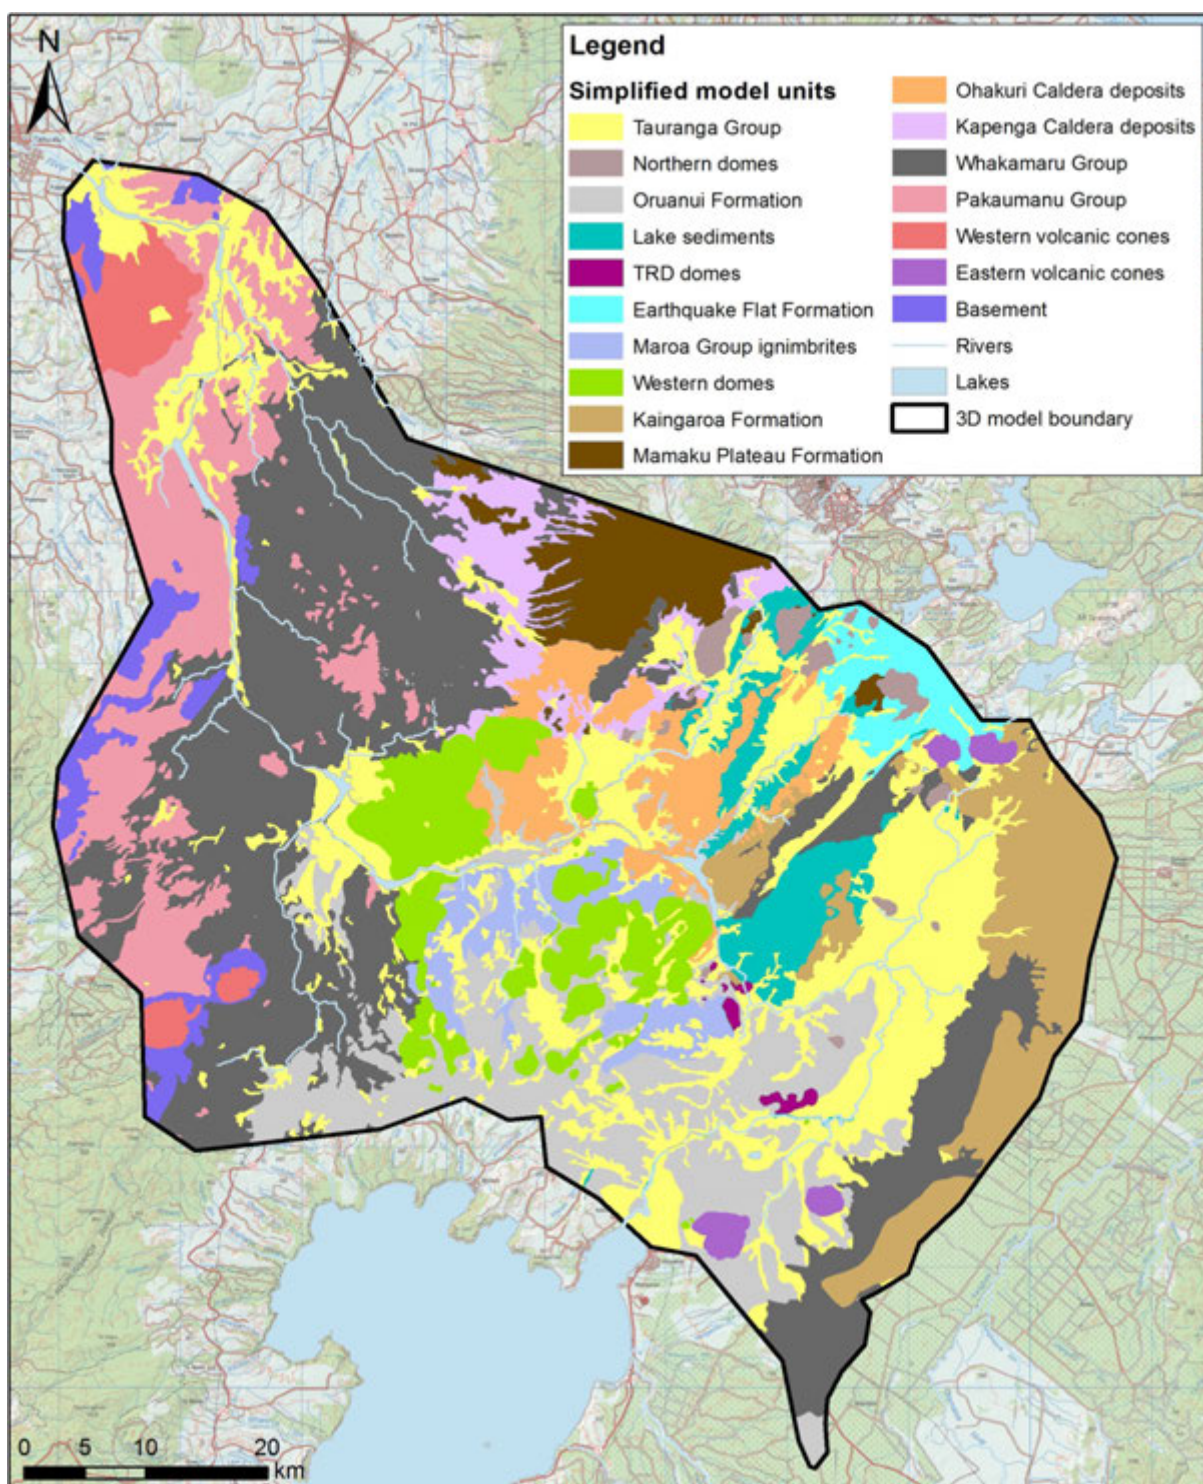 N
Legend
Simplified model units
Tauranga Group
Northern domes
Oruanui Formation
Lake sediments
TRD domes
Earthquake Flat Formation
Maroa Group ignimbrites
Western domes
Kaingaroa Formation
Mamaku Plateau Formation
Ohakuri Caldera deposits
Kapenga Caldera deposits
Whakamaru Group
Pakaumanu Group
Western volcanic cones
Eastern volcanic cones
Basement
Rivers
Lakes
3D model boundary
0 5 10 20
km